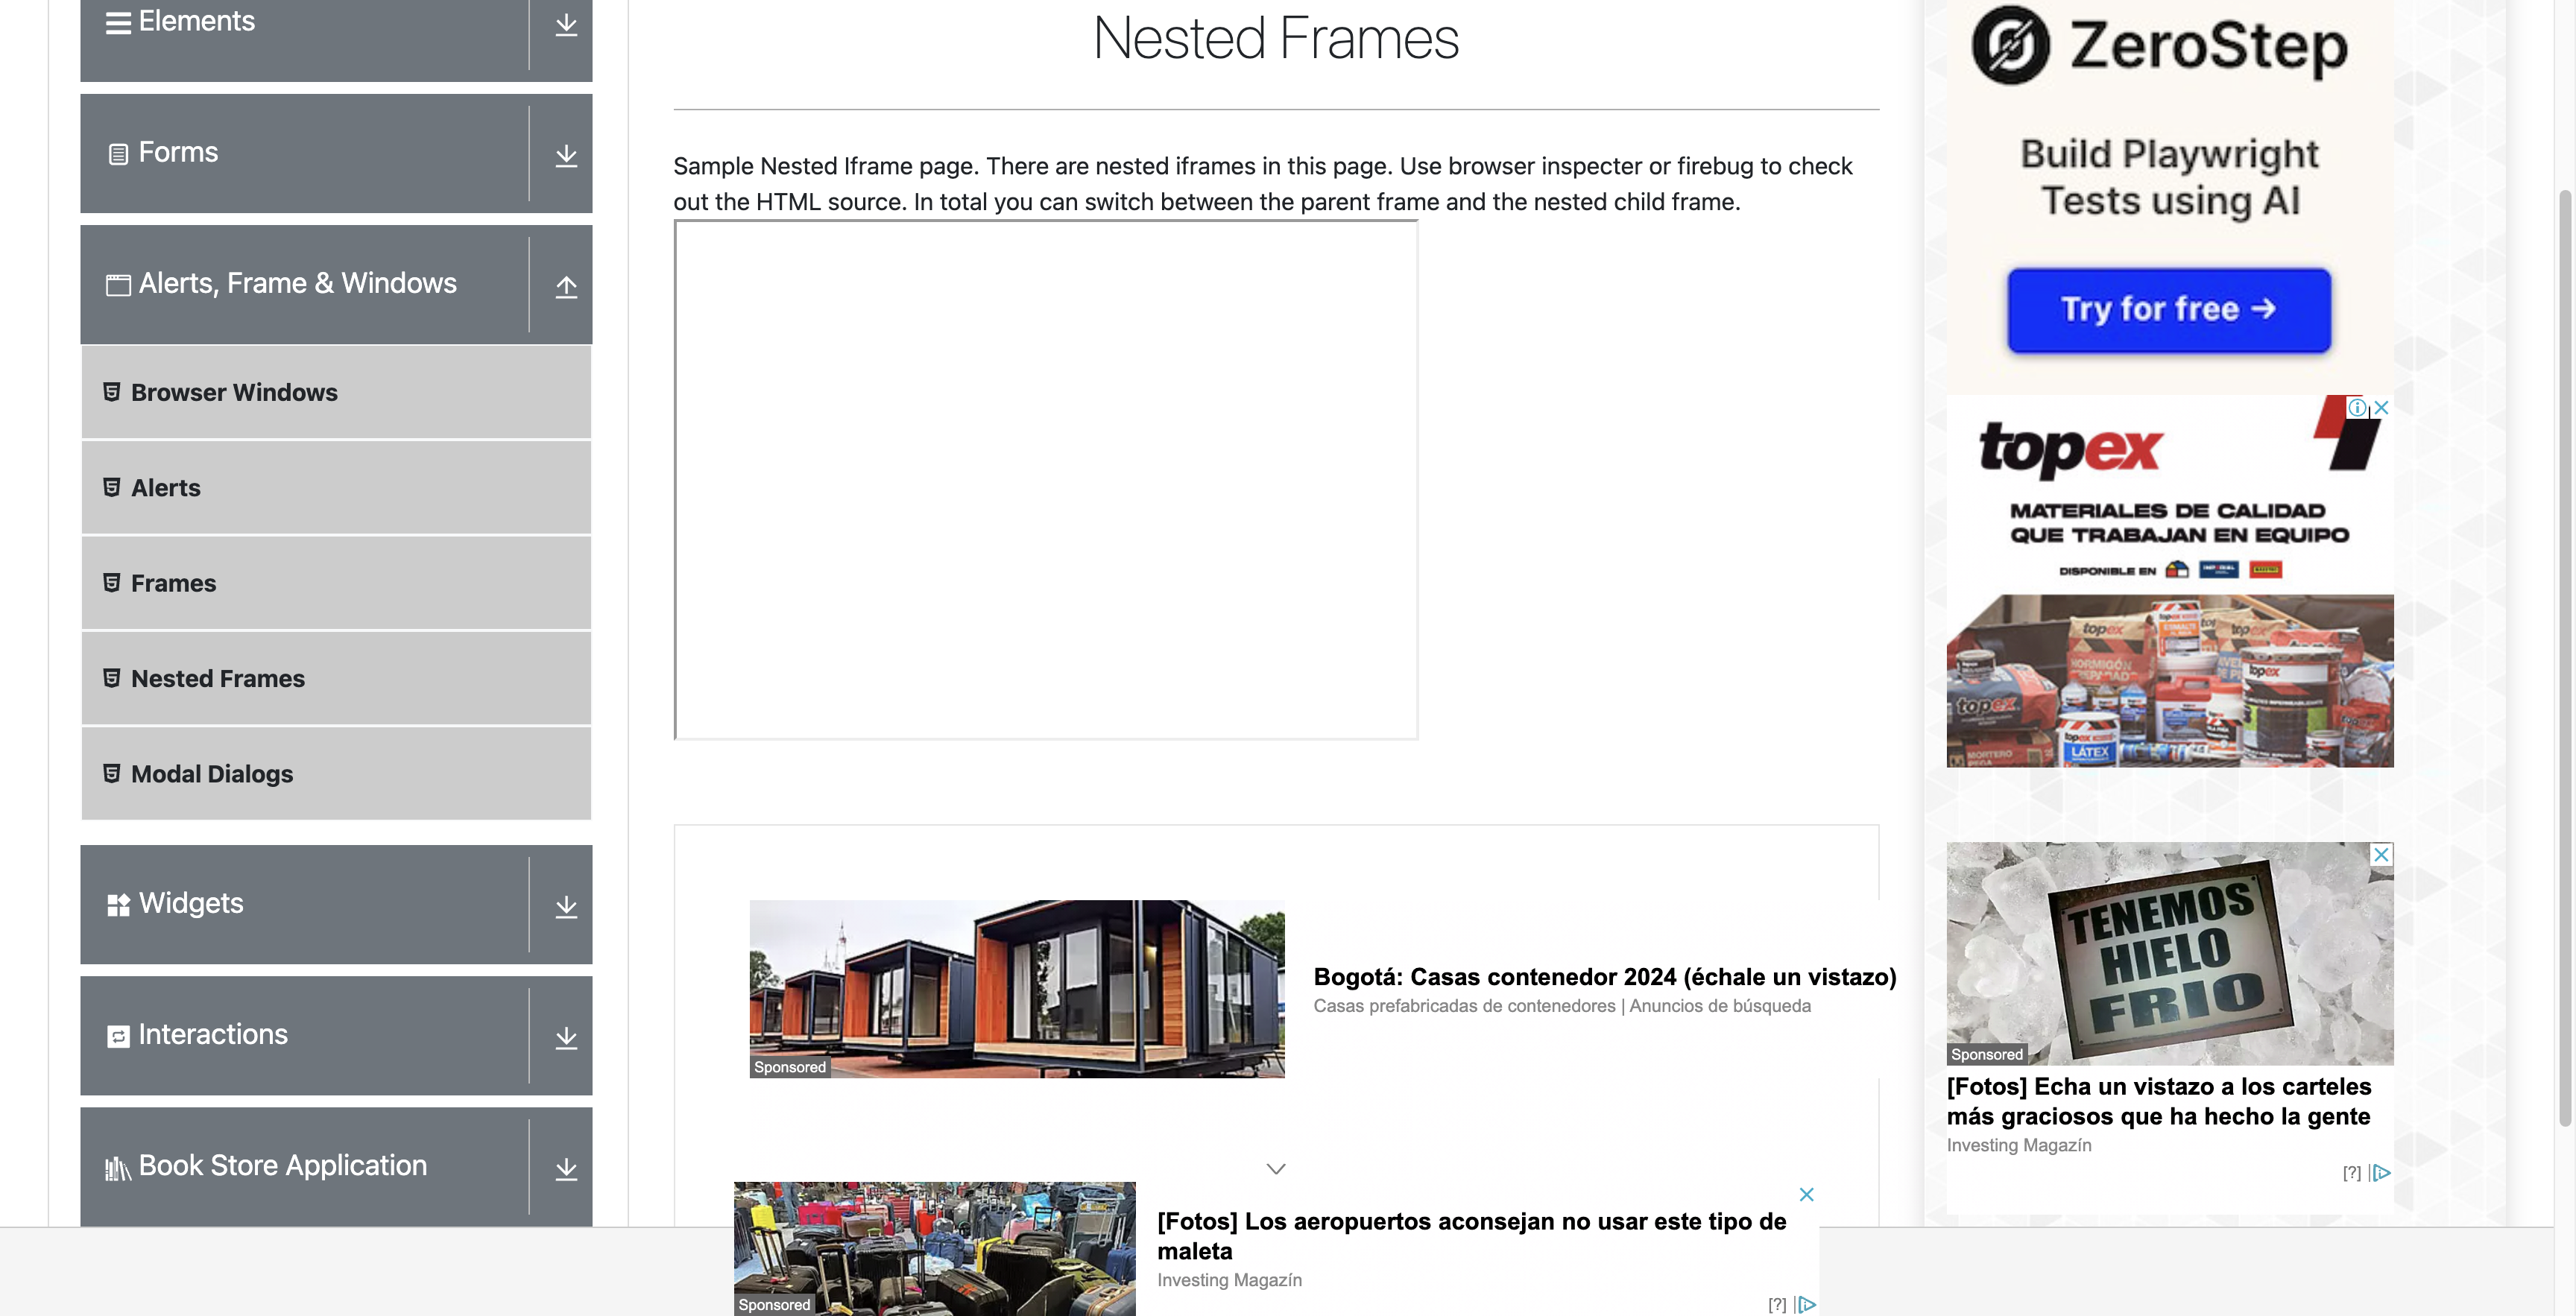 Elements
Forms
Alerts, Frame & Windows
Browser Windows
Alerts
Frames
Nested Frames
Modal Dialogs
Widgets
Interactions
Book Store Application
Nested Frames
Sample Nested Iframe page. There are nested iframes in this page. Use browser inspecter or firebug to check
out the HTML source. In total you can switch between the parent frame and the nested child frame.
Sponsored
Bogotá: Casas contenedor 2024 (échale un vistazo)
Casas prefabricadas de contenedores | Anuncios de búsqueda
Sponsored
[Fotos] Los aeropuertos aconsejan no usar este tipo de
maleta
Investing Magazín
[?]
ZeroStep
Build Playwright
Tests using AI
Try for free →
topex
MATERIALES DE CALIDAD
QUE TRABAJAN EN EQUIPO
DISPONIBLE EN
topex
topex
topex
topex
LÁTEX
MORTERO
TENEMOS
HIELO
FRIO
Sponsored
[Fotos] Echa un vistazo a los carteles
más graciosos que ha hecho la gente
Investing Magazín
[?]